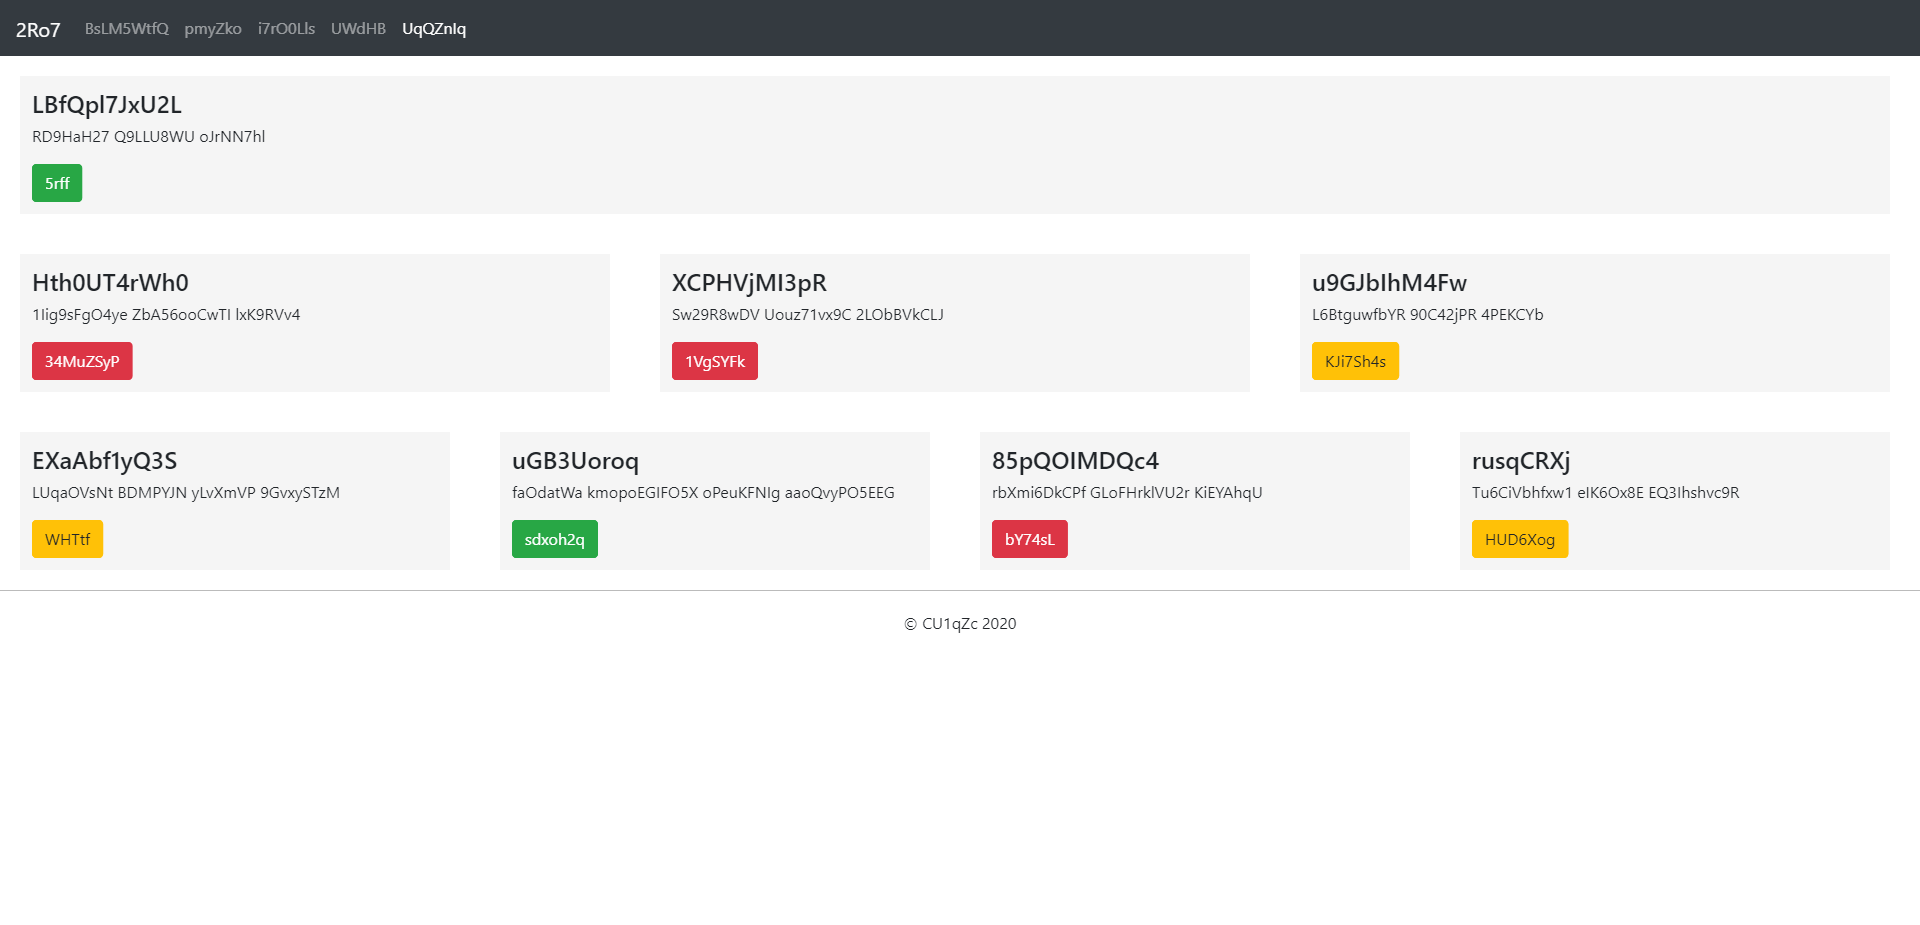 2Ro7 BsLM5WtfQ pmyZko i7rO0Lls UWdHB UqQZnIq
LBfQpl7JxU2L
RD9HaH27 Q9LLU8WU oJrNN7hl
5rff
Hth0UT4rWh0
1lig9sFgO4ye ZbA56ooCwTI lxK9RVv4
34MuZSyP
XCPHVjMI3pR
Sw29R8wDV Uouz71vx9C 2LObBVkCLJ
1VgSYFk
u9GJbIhM4Fw
L6BtguwfbYR 90C42jPR 4PEKCYb
KJi7Sh4s
EXaAbf1yQ3S
LUqaOVsNt BDMPYJN yLvXmVP 9GvxySTzM
WHTtf
uGB3Uoroq
faOdatWa kmopoEGIFO5X oPeuKFNIg aaoQvyPO5EEG
sdxoh2q
85pQOIMDQc4
rbXmi6DkCPf GLoFHrklVU2r KiEYAhqU
bY74sL
rusqCRXj
Tu6CiVbhfxw1 eIK6Ox8E EQ3Ihshvc9R
HUD6Xog
© CU1qZc 2020